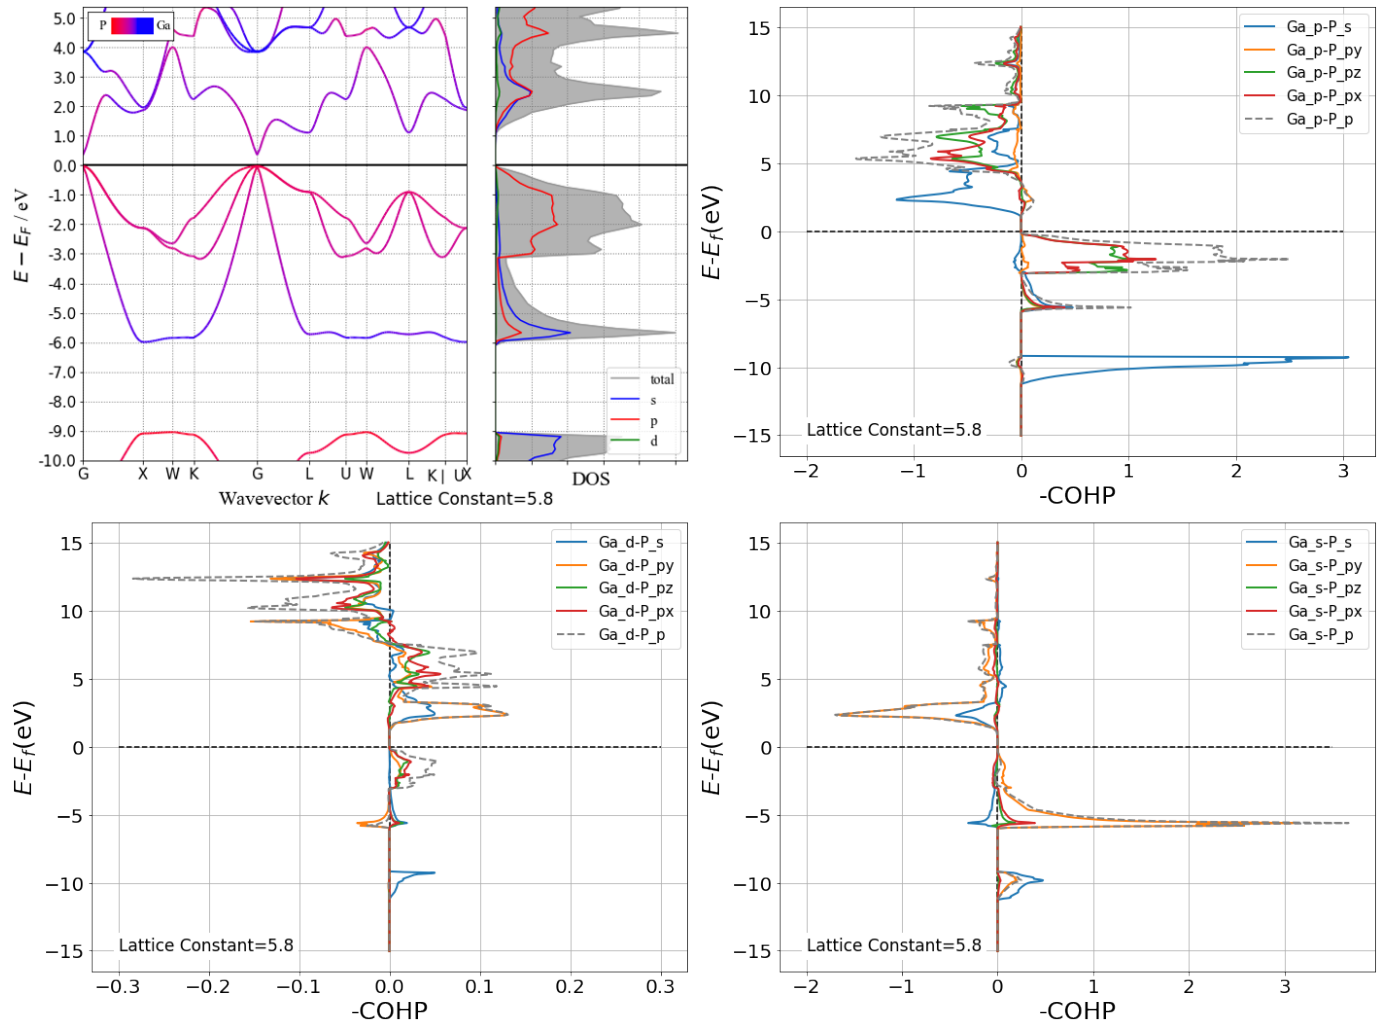 P Ga
5.0
4.0
3.0
2.0
1.0
0.0
-1.0
-2.0
-3.0
-4.0
-5.0
-6.0
-7.0
-8.0
-9.0
-10.0
E − E_F / eV
G X W K G L U W L K | U X
Wavevector k
Lattice Constant=5.8
total
s
p
d
DOS
15
10
5
0
−5
−10
−15
E-E_f(eV)
Ga_p-P_s
Ga_p-P_py
Ga_p-P_pz
Ga_p-P_px
Ga_p-P_p
Lattice Constant=5.8
−2 −1 0 1 2 3
-COHP
15
10
5
0
−5
−10
−15
E-E_f(eV)
Ga_d-P_s
Ga_d-P_py
Ga_d-P_pz
Ga_d-P_px
Ga_d-P_p
Lattice Constant=5.8
−0.3 −0.2 −0.1 0.0 0.1 0.2 0.3
-COHP
15
10
5
0
−5
−10
−15
E-E_f(eV)
Ga_s-P_s
Ga_s-P_py
Ga_s-P_pz
Ga_s-P_px
Ga_s-P_p
Lattice Constant=5.8
−2 −1 0 1 2 3
-COHP